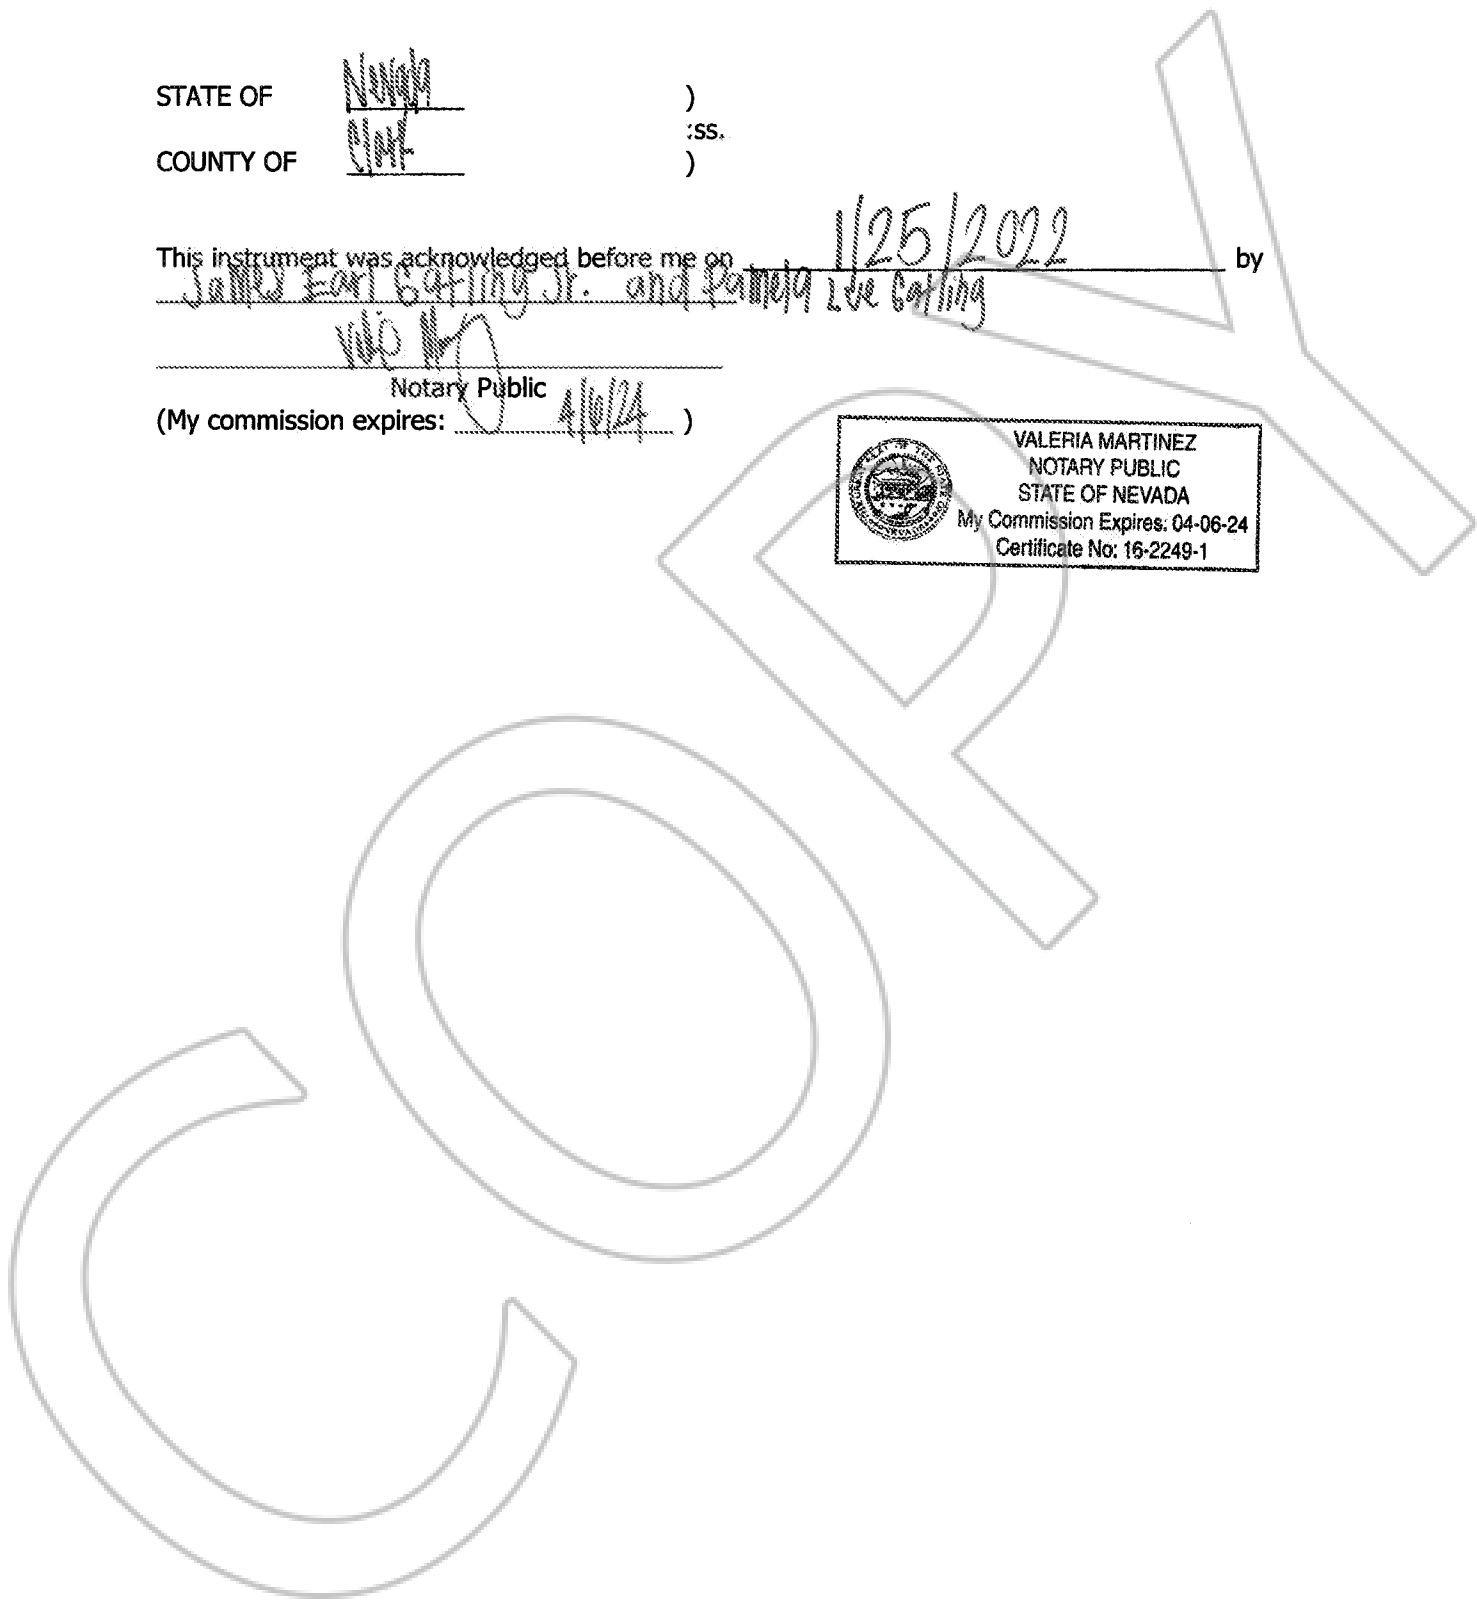 STATE OF Nevada )
:ss.
COUNTY OF Clark )
This instrument was acknowledged before me on 1/25/2022 by
James Earl Gatling Jr. and Pamela Lee Gatling
Notary Public
(My commission expires: 4/6/24 )
VALERIA MARTINEZ
NOTARY PUBLIC
STATE OF NEVADA
My Commission Expires: 04-06-24
Certificate No: 16-2249-1
COPY